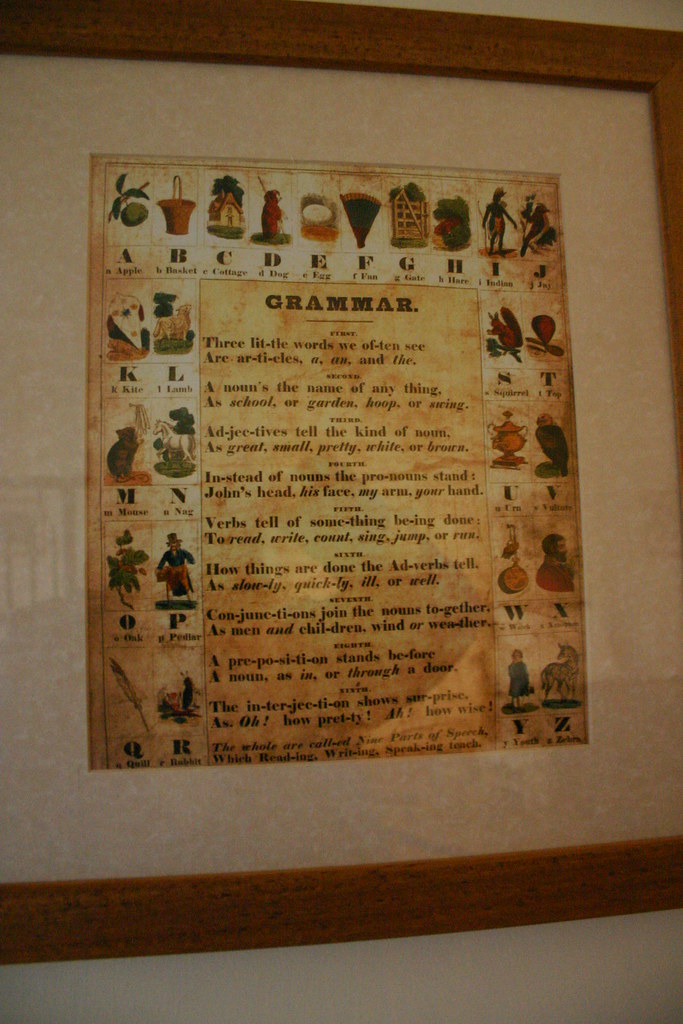 A B C D E F G H I J
a Apple b Basket c Cottage d Dog e Egg f Fan g Gate h Hare i Indian j Jay
K L
k Kite l Lamb
M N
m Mouse n Nag
O P
o Oak p Pedlar
Q R
q Quill r Rabbit
GRAMMAR.
FIRST.
Three lit-tle words we of-ten see
Are ar-ti-cles, a, an, and the.
SECOND.
A noun's the name of any thing,
As school, or garden, hoop, or swing.
THIRD.
Ad-jec-tives tell the kind of noun,
As great, small, pretty, white, or brown.
FOURTH.
In-stead of nouns the pro-nouns stand:
John's head, his face, my arm, your hand.
FIFTH.
Verbs tell of some-thing be-ing done:
To read, write, count, sing, jump, or run.
SIXTH.
How things are done the Ad-verbs tell,
As slow-ly, quick-ly, ill, or well.
SEVENTH.
Con-junc-ti-ons join the nouns to-gether,
As men and chil-dren, wind or wea-ther.
EIGHTH.
A pre-po-si-ti-on stands be-fore
A noun, as in, or through a door.
NINTH.
The in-ter-jec-ti-on shows sur-prise,
As, Oh! how pret-ty! Ah! how wise!
The whole are call-ed Nine Parts of Speech,
Which Read-ing, Writ-ing, Speak-ing teach.
S T
s Squirrel t Top
U V
u Urn v Vulture
W X
w Watch
Y Z
y Youth z Zebra